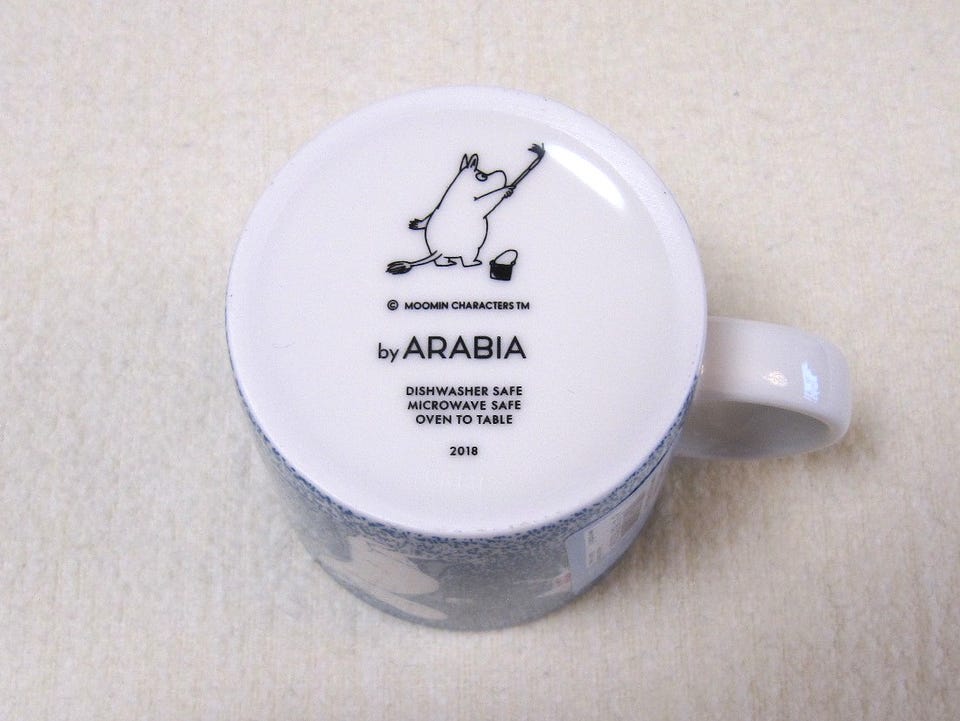 © MOOMIN CHARACTERS TM
by ARABIA
DISHWASHER SAFE
MICROWAVE SAFE
OVEN TO TABLE
2018